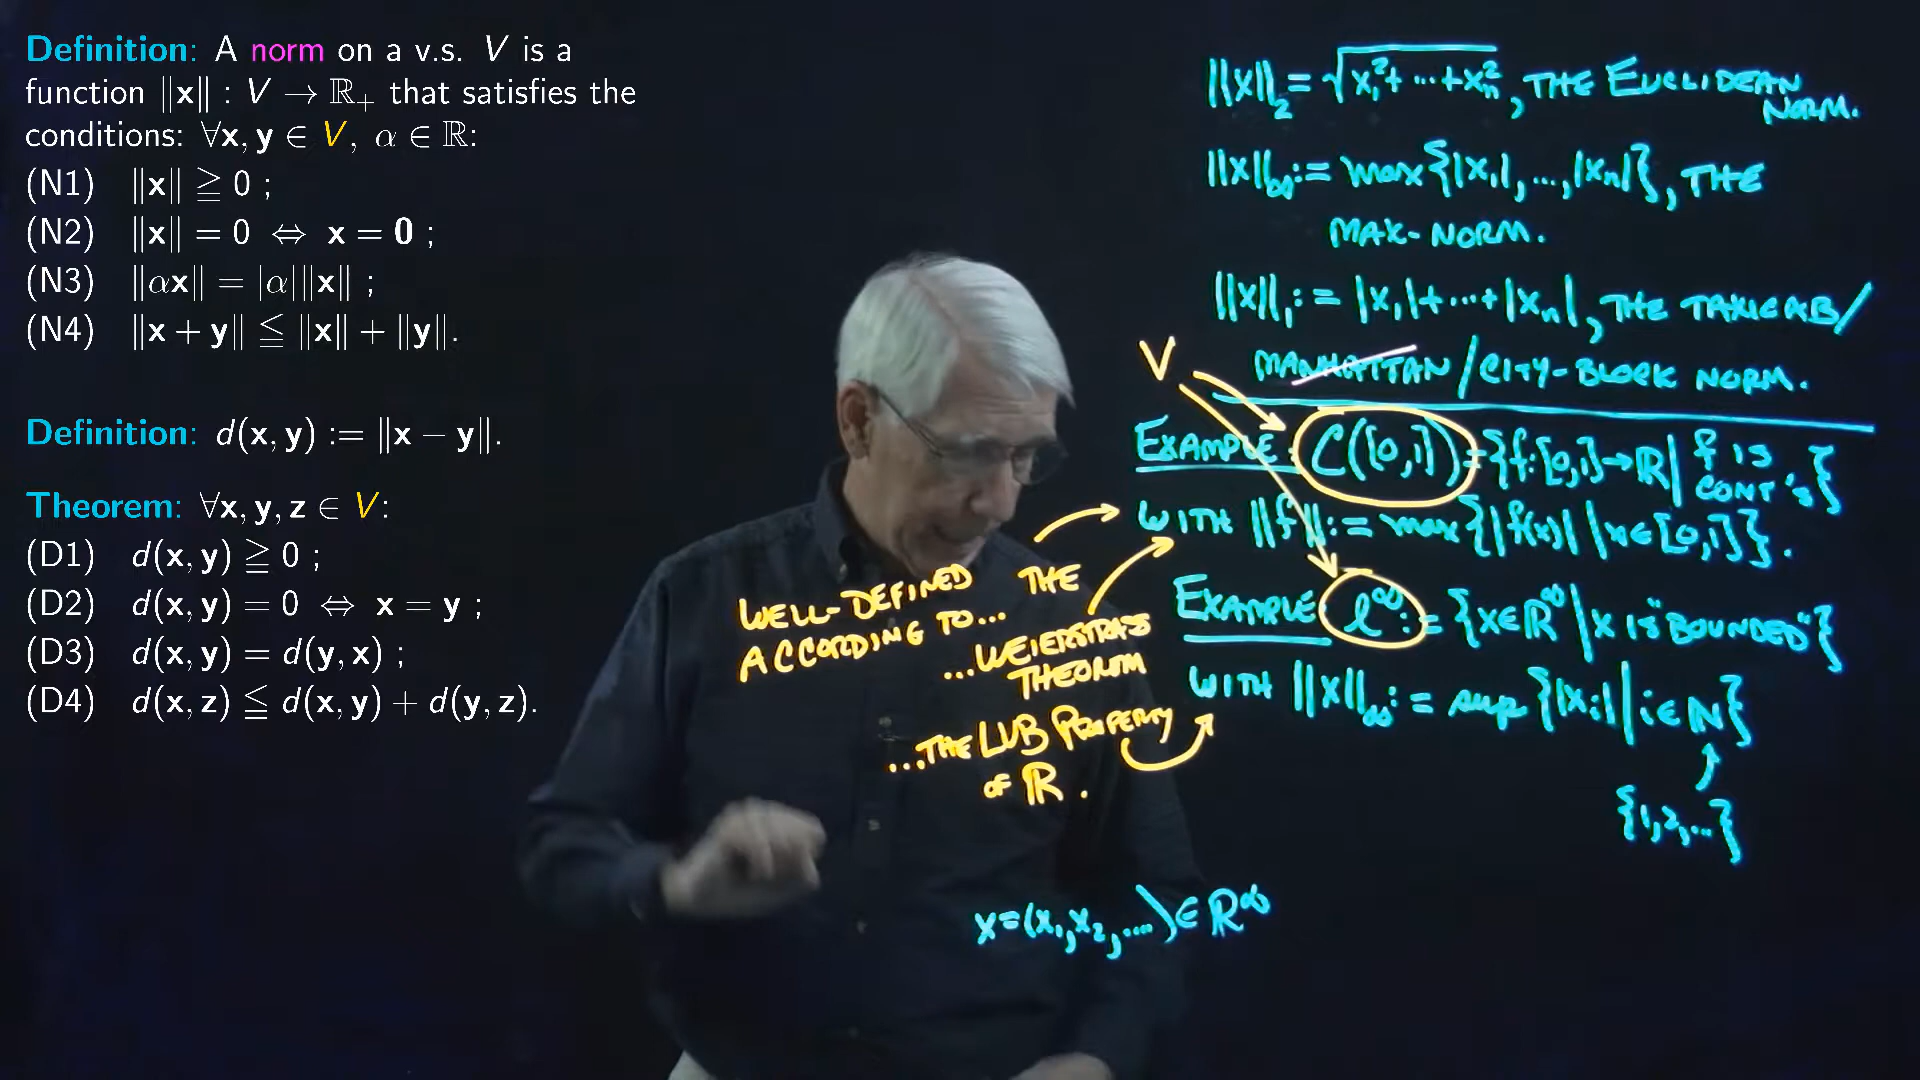 Definition: A norm on a v.s. V is a
function ‖x‖ : V → ℝ₊ that satisfies the
conditions: ∀x, y ∈ V, α ∈ ℝ:
(N1) ‖x‖ ≧ 0 ;
(N2) ‖x‖ = 0 ⇔ x = 0 ;
(N3) ‖αx‖ = |α|‖x‖ ;
(N4) ‖x + y‖ ≦ ‖x‖ + ‖y‖.
Definition: d(x, y) := ‖x − y‖.
Theorem: ∀x, y, z ∈ V:
(D1) d(x, y) ≧ 0 ;
(D2) d(x, y) = 0 ⇔ x = y ;
(D3) d(x, y) = d(y, x) ;
(D4) d(x, z) ≦ d(x, y) + d(y, z).
‖x‖₂ = √(x₁² + ⋯ + xₙ²), THE EUCLIDEAN
NORM.
‖x‖∞ := max{|x₁|, ..., |xₙ|}, THE
MAX-NORM.
‖x‖₁ := |x₁| + ⋯ + |xₙ|, THE TAXICAB/
MANHATTAN/CITY-BLOCK NORM.
V
EXAMPLE: C([0,1]) = {f:[0,1]→ℝ | f IS
CONT'S}
WITH ‖f‖ := max{|f(x)| | x∈[0,1]}.
EXAMPLE: ℓ^∞ := {x∈ℝ^∞ | x IS "BOUNDED"}
WITH ‖x‖∞ := sup{|xᵢ| | i∈ℕ}
{1,2,...}
WELL-DEFINED
ACCORDING TO... THE
...WEIERSTRASS
THEOREM
...THE LUB PROPERTY
OF ℝ.
x=(x₁,x₂,....)∈ℝ^∞